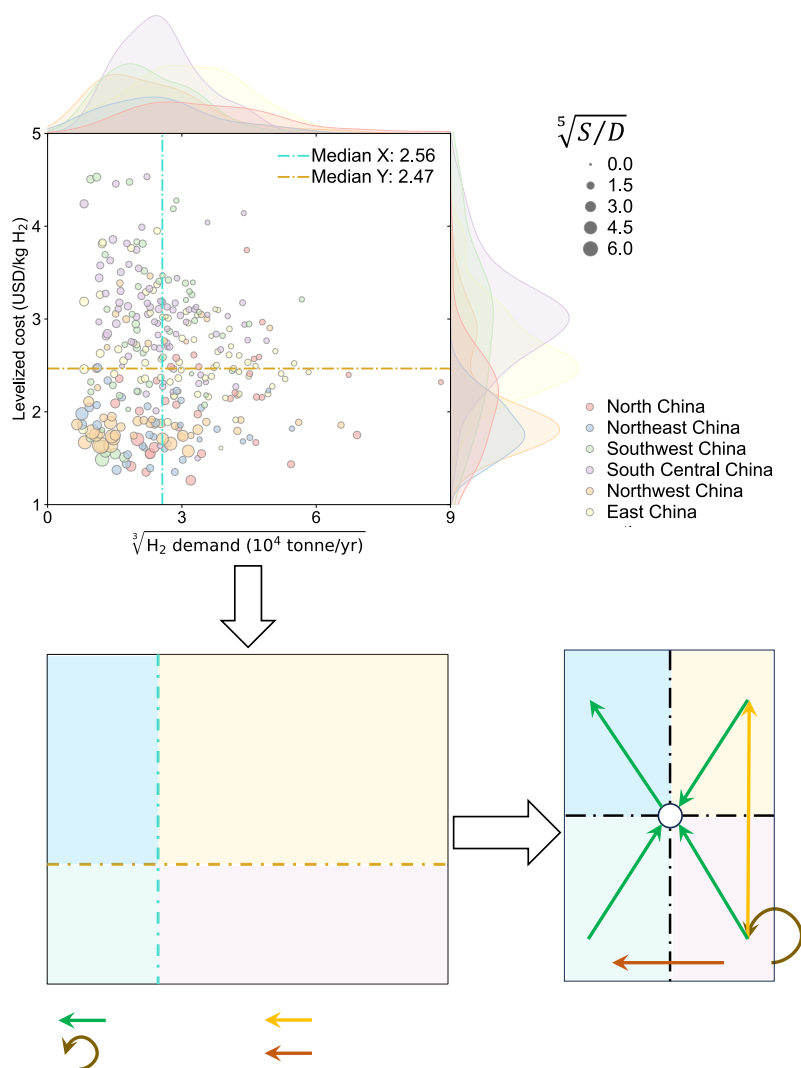 ⁵√S/D
0.0
1.5
3.0
4.5
6.0
Median X: 2.56
Median Y: 2.47
Levelized cost (USD/kg H₂)
5
4
3
2
1
0
3
6
9
³√H₂ demand (10⁴ tonne/yr)
North China
Northeast China
Southwest China
South Central China
Northwest China
East China